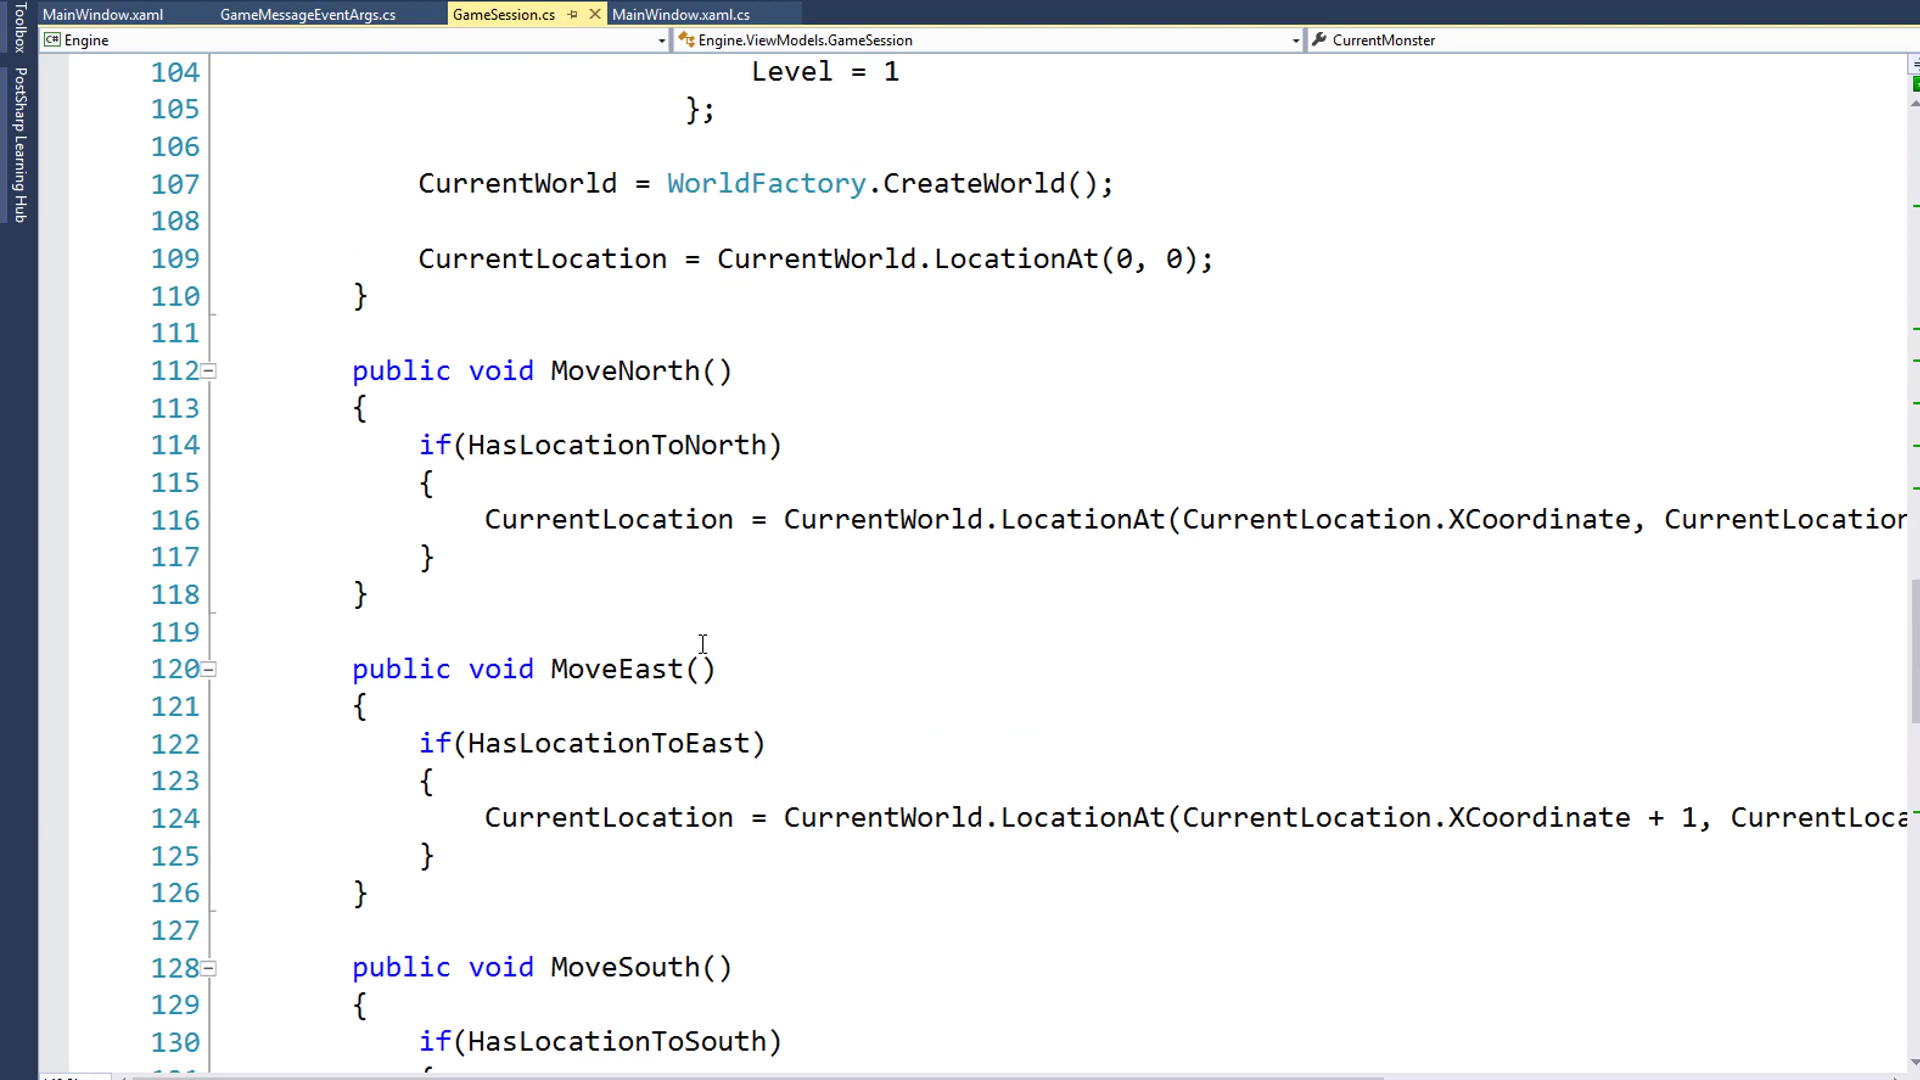 MainWindow.xaml GameMessageEventArgs.cs GameSession.cs MainWindow.xaml.cs
Toolbox
PostSharp Learning Hub
C# Engine Engine.ViewModels.GameSession CurrentMonster
104 Level = 1
105 };
106
107 CurrentWorld = WorldFactory.CreateWorld();
108
109 CurrentLocation = CurrentWorld.LocationAt(0, 0);
110 }
111
112 public void MoveNorth()
113 {
114 if(HasLocationToNorth)
115 {
116 CurrentLocation = CurrentWorld.LocationAt(CurrentLocation.XCoordinate, CurrentLocation
117 }
118 }
119
120 public void MoveEast()
121 {
122 if(HasLocationToEast)
123 {
124 CurrentLocation = CurrentWorld.LocationAt(CurrentLocation.XCoordinate + 1, CurrentLoca
125 }
126 }
127
128 public void MoveSouth()
129 {
130 if(HasLocationToSouth)